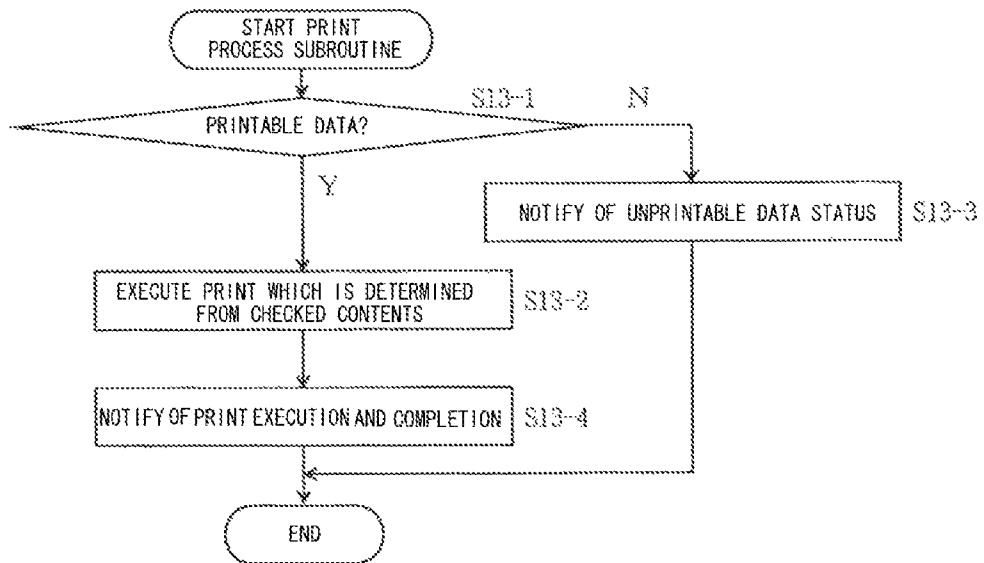 START PRINT
PROCESS SUBROUTINE
S13-1
N
PRINTABLE DATA?
Y
NOTIFY OF UNPRINTABLE DATA STATUS
S13-3
EXECUTE PRINT WHICH IS DETERMINED
FROM CHECKED CONTENTS
S13-2
NOTIFY OF PRINT EXECUTION AND COMPLETION
S13-4
END